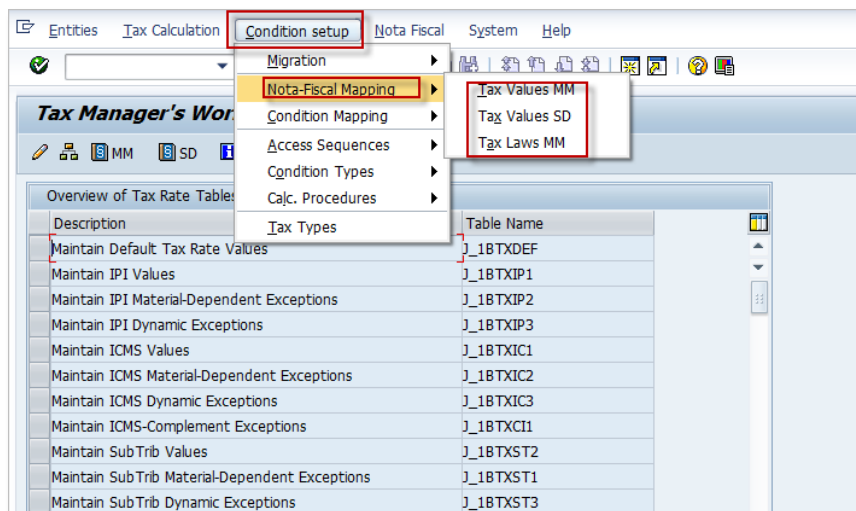 Entities Tax Calculation Condition setup Nota Fiscal System Help
Migration
Nota-Fiscal Mapping
Condition Mapping
Access Sequences
Condition Types
Calc. Procedures
Tax Types
Tax Values MM
Tax Values SD
Tax Laws MM
Tax Manager's Wor
MM SD
Overview of Tax Rate Tables
Description Table Name
Maintain Default Tax Rate Values J_1BTXDEF
Maintain IPI Values J_1BTXIP1
Maintain IPI Material-Dependent Exceptions J_1BTXIP2
Maintain IPI Dynamic Exceptions J_1BTXIP3
Maintain ICMS Values J_1BTXIC1
Maintain ICMS Material-Dependent Exceptions J_1BTXIC2
Maintain ICMS Dynamic Exceptions J_1BTXIC3
Maintain ICMS-Complement Exceptions J_1BTXCI1
Maintain SubTrib Values J_1BTXST2
Maintain SubTrib Material-Dependent Exceptions J_1BTXST1
Maintain SubTrib Dynamic Exceptions J_1BTXST3